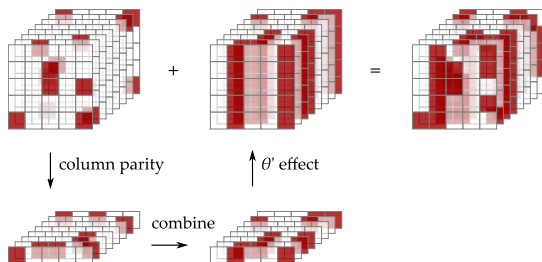 +
=
column parity
θ' effect
combine